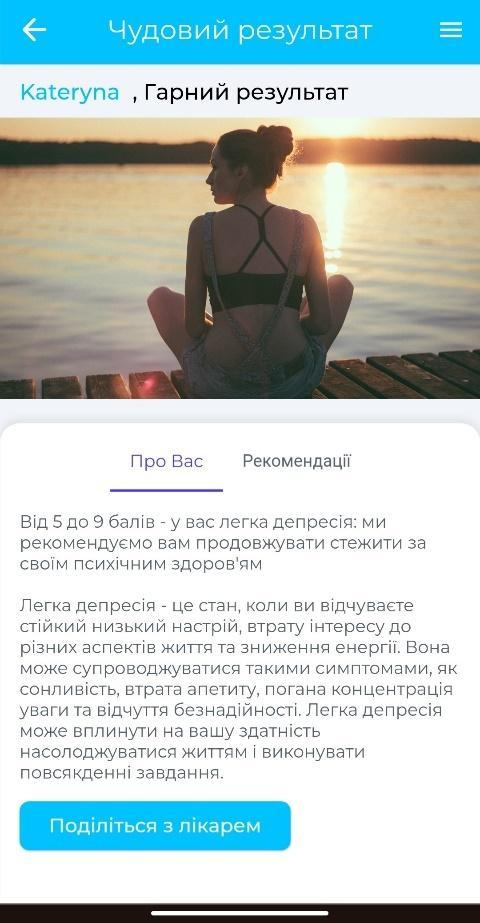 Чудовий результат
Kateryna , Гарний результат
Про Вас Рекомендації
Від 5 до 9 балів - у вас легка депресія: ми
рекомендуємо вам продовжувати стежити за
своїм психічним здоров'ям
Легка депресія - це стан, коли ви відчуваєте
стійкий низький настрій, втрату інтересу до
різних аспектів життя та зниження енергії. Вона
може супроводжуватися такими симптомами, як
сонливість, втрата апетиту, погана концентрація
уваги та відчуття безнадійності. Легка депресія
може вплинути на вашу здатність
насолоджуватися життям і виконувати
повсякденні завдання.
Поділіться з лікарем